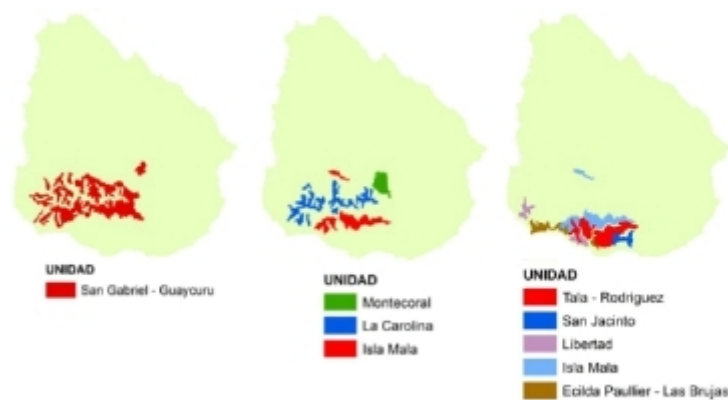 UNIDAD
San Gabriel - Guaycuru
UNIDAD
Montecoral
La Carolina
Isla Mala
UNIDAD
Tala - Rodriguez
San Jacinto
Libertad
Isla Mala
Ecilda Paullier - Las Brujas